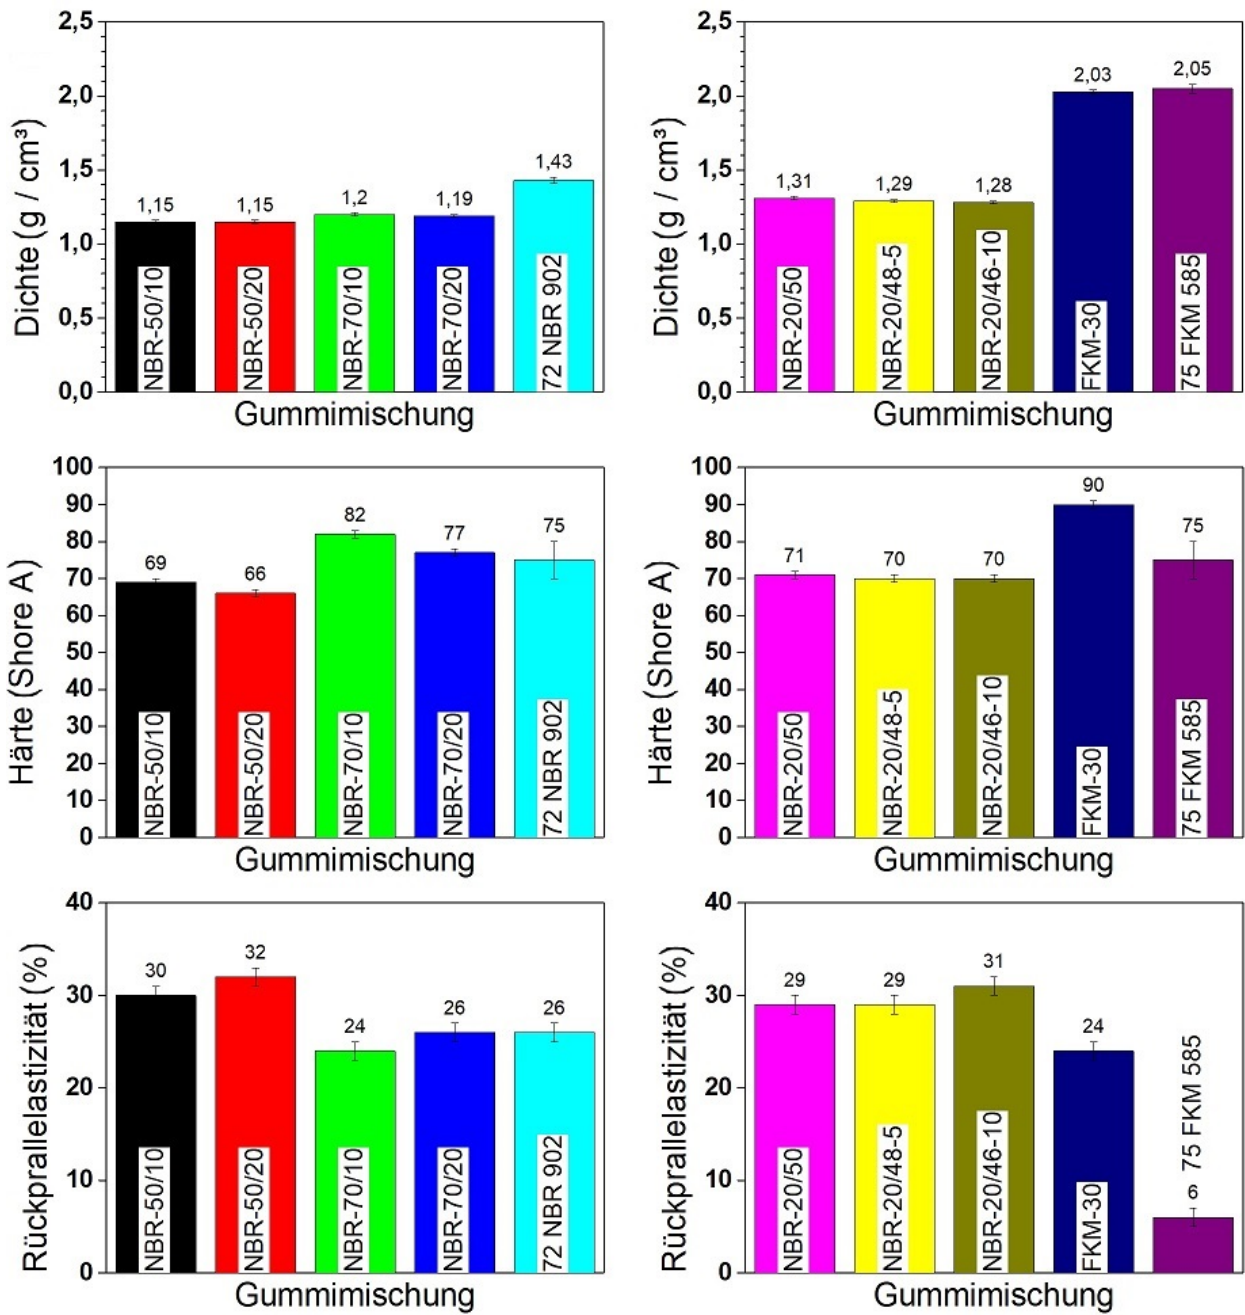 2,5
2,0
1,5
1,0
0,5
0,0
Dichte (g / cm³)
1,15
1,15
1,2
1,19
1,43
NBR-50/10
NBR-50/20
NBR-70/10
NBR-70/20
72 NBR 902
Gummimischung
2,5
2,0
1,5
1,0
0,5
0,0
Dichte (g / cm³)
1,31
1,29
1,28
2,03
2,05
NBR-20/50
NBR-20/48-5
NBR-20/46-10
FKM-30
75 FKM 585
Gummimischung
100
90
80
70
60
50
40
30
20
10
0
Härte (Shore A)
69
66
82
77
75
NBR-50/10
NBR-50/20
NBR-70/10
NBR-70/20
72 NBR 902
Gummimischung
100
90
80
70
60
50
40
30
20
10
0
Härte (Shore A)
71
70
70
90
75
NBR-20/50
NBR-20/48-5
NBR-20/46-10
FKM-30
75 FKM 585
Gummimischung
40
30
20
10
0
Rückprallelastizität (%)
30
32
24
26
26
NBR-50/10
NBR-50/20
NBR-70/10
NBR-70/20
72 NBR 902
Gummimischung
40
30
20
10
0
Rückprallelastizität (%)
29
29
31
24
6
NBR-20/50
NBR-20/48-5
NBR-20/46-10
FKM-30
75 FKM 585
Gummimischung